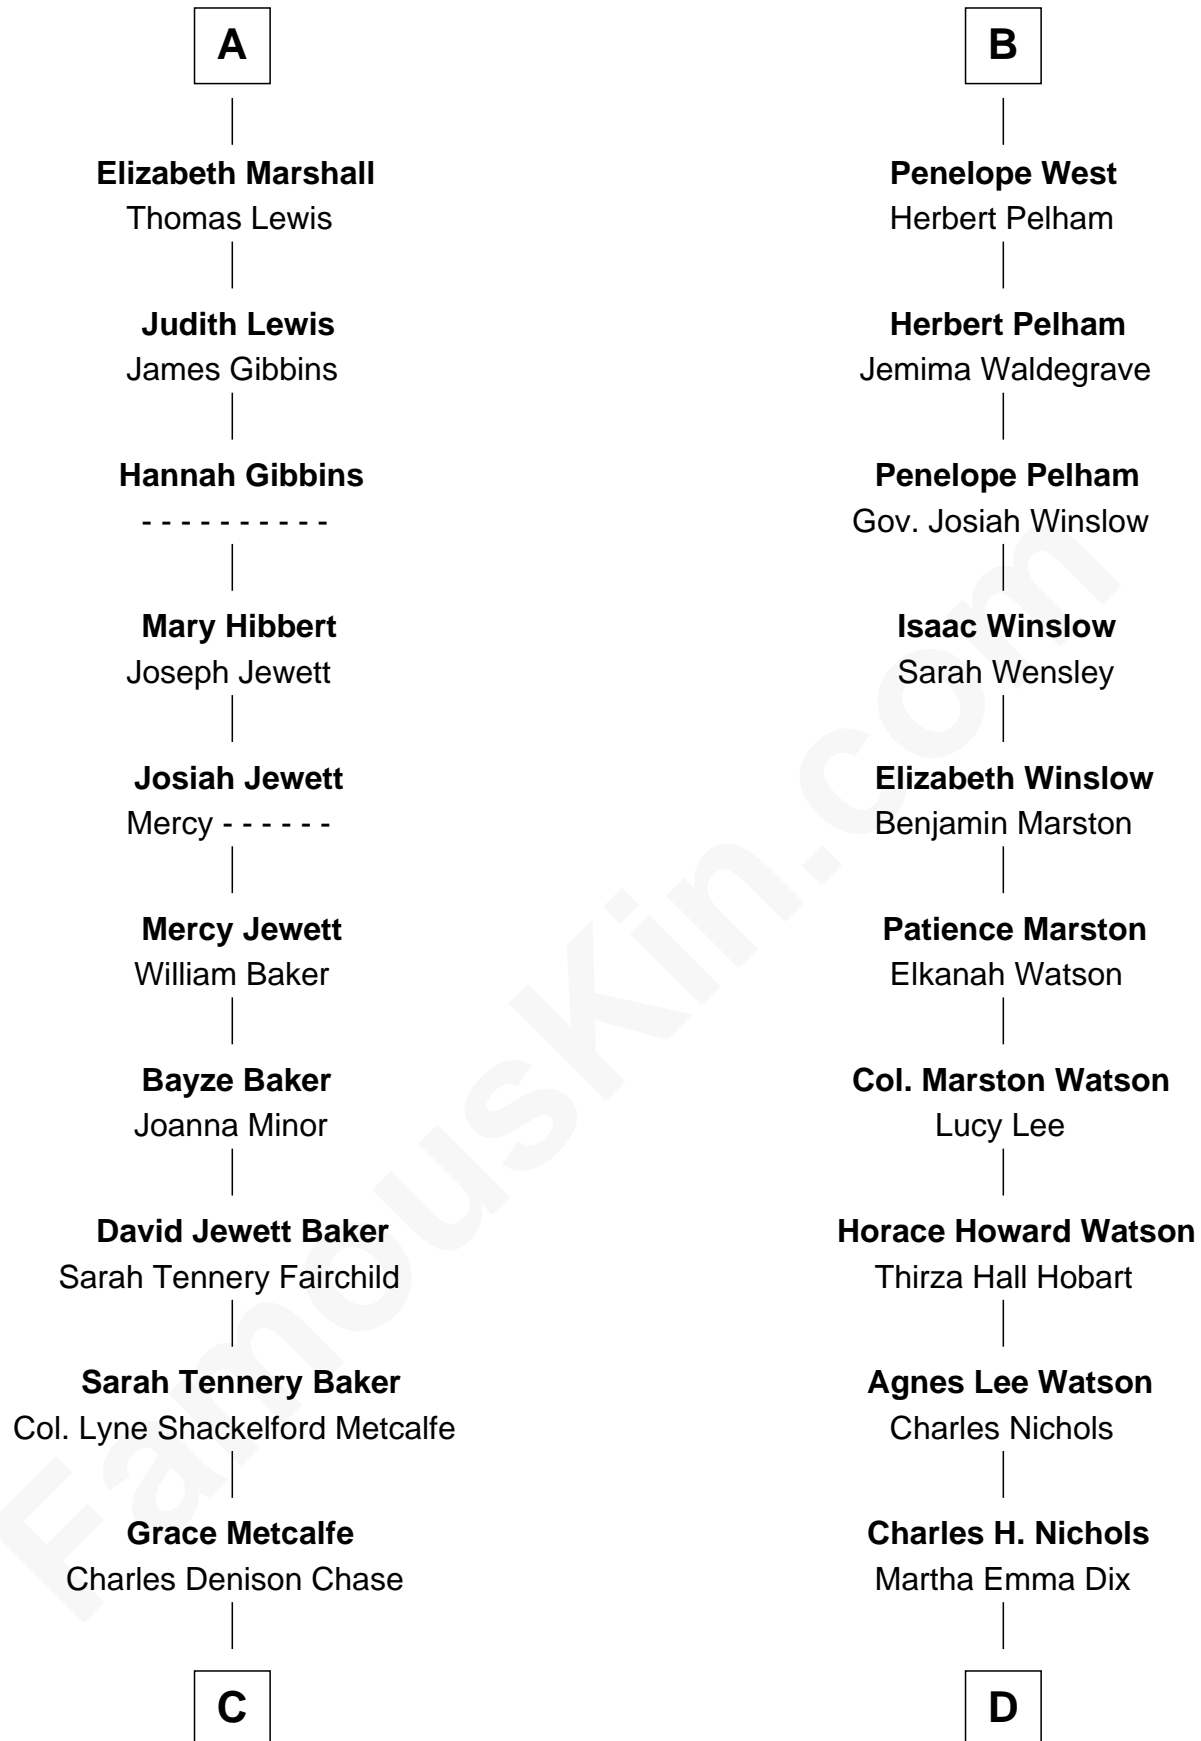 A
Elizabeth Marshall
Thomas Lewis
Judith Lewis
James Gibbins
Hannah Gibbins
- - - - - - - - - -
Mary Hibbert
Joseph Jewett
Josiah Jewett
Mercy - - - - - -
Mercy Jewett
William Baker
Bayze Baker
Joanna Minor
David Jewett Baker
Sarah Tennery Fairchild
Sarah Tennery Baker
Col. Lyne Shackelford Metcalfe
Grace Metcalfe
Charles Denison Chase
C
B
Penelope West
Herbert Pelham
Herbert Pelham
Jemima Waldegrave
Penelope Pelham
Gov. Josiah Winslow
Isaac Winslow
Sarah Wensley
Elizabeth Winslow
Benjamin Marston
Patience Marston
Elkanah Watson
Col. Marston Watson
Lucy Lee
Horace Howard Watson
Thirza Hall Hobart
Agnes Lee Watson
Charles Nichols
Charles H. Nichols
Martha Emma Dix
D
FamousKin.com